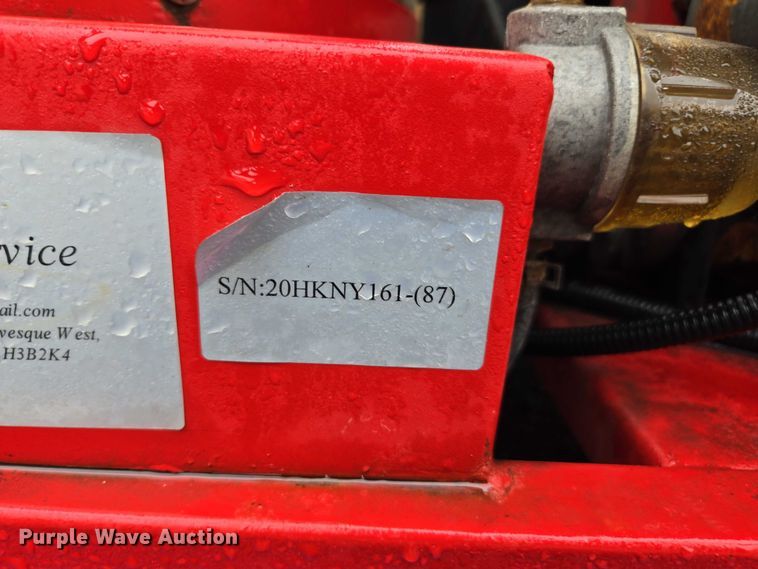 vice
ail.com
vesque West,
H3B2K4
S/N:20HKNY161-(87)
Purple Wave Auction